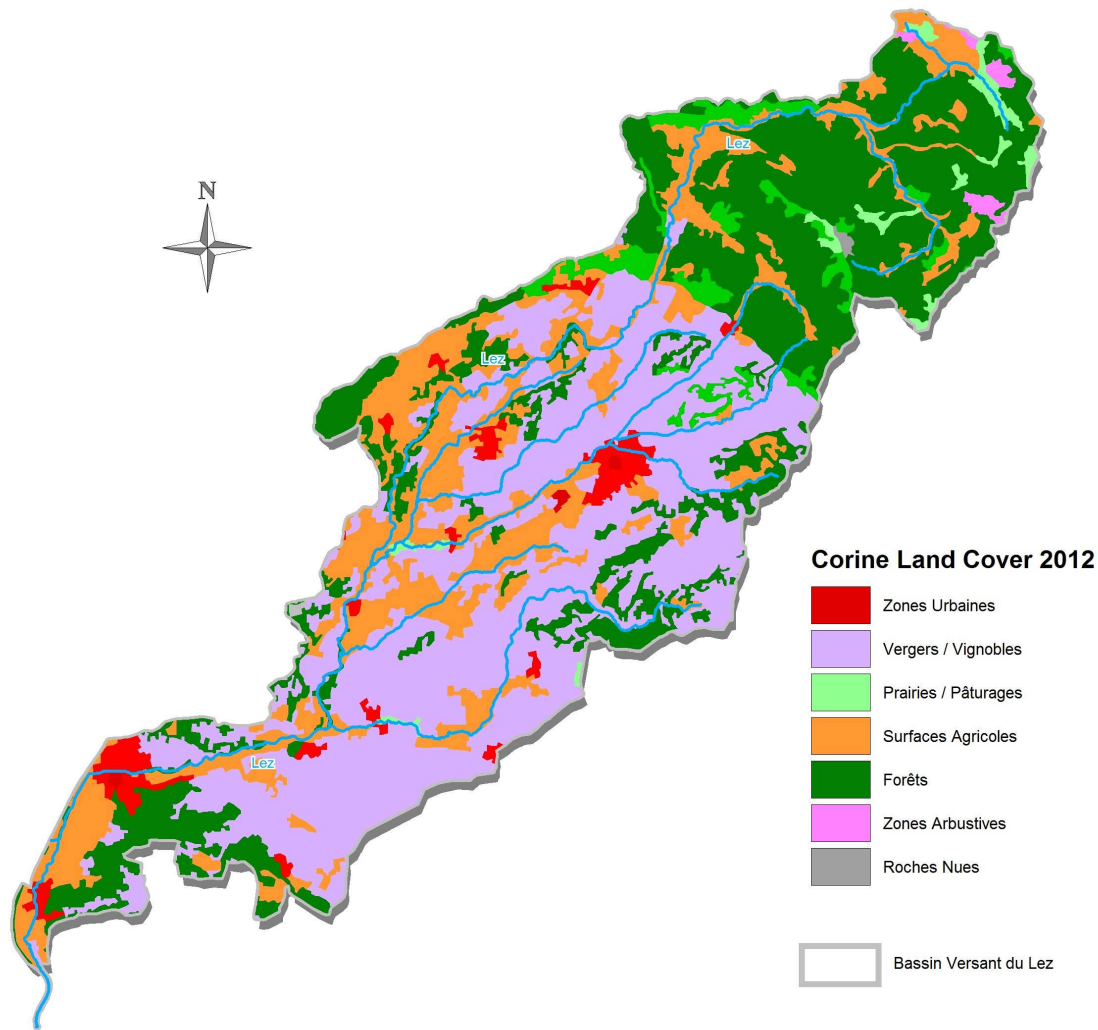 N
Lez
Lez
Lez
Corine Land Cover 2012
Zones Urbaines
Vergers / Vignobles
Prairies / Pâturages
Surfaces Agricoles
Forêts
Zones Arbustives
Roches Nues
Bassin Versant du Lez